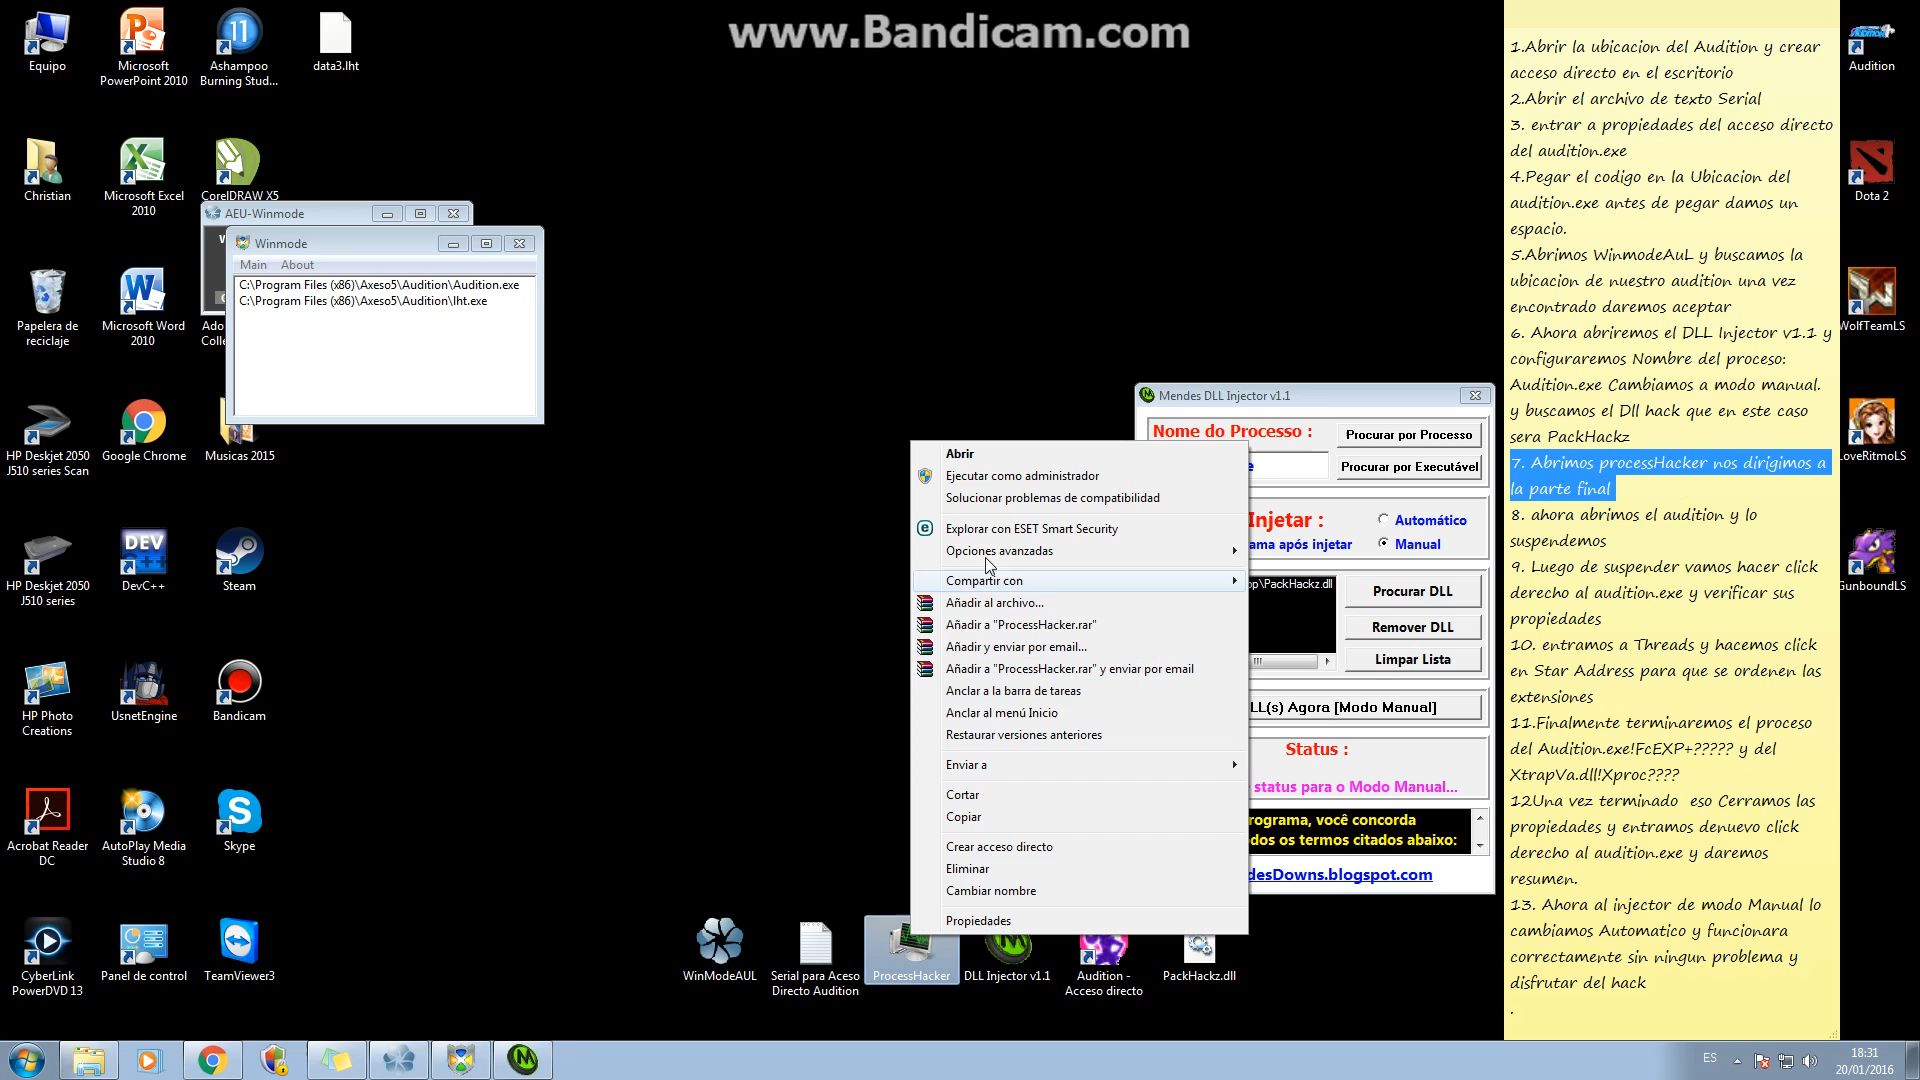 www.Bandicam.com
Equipo
Microsoft
PowerPoint 2010
Ashampoo
Burning Stud...
data3.lht
Christian
Microsoft Excel
2010
CorelDRAW X5
Papelera de
reciclaje
Microsoft Word
2010
Ado
Colle
HP Deskjet 2050
J510 series Scan
Google Chrome
Musicas 2015
HP Deskjet 2050
J510 series
DEV
DevC++
Steam
HP Photo
Creations
UsnetEngine
Bandicam
Acrobat Reader
DC
AutoPlay Media
Studio 8
Skype
CyberLink
PowerDVD 13
Panel de control
TeamViewer3
AEU-Winmode
Winmode
Main About
C:\Program Files (x86)\Axeso5\Audition\Audition.exe
C:\Program Files (x86)\Axeso5\Audition\lht.exe
Abrir
Ejecutar como administrador
Solucionar problemas de compatibilidad
Explorar con ESET Smart Security
Opciones avanzadas
Compartir con
Añadir al archivo...
Añadir a "ProcessHacker.rar"
Añadir y enviar por email...
Añadir a "ProcessHacker.rar" y enviar por email
Anclar a la barra de tareas
Anclar al menú Inicio
Restaurar versiones anteriores
Enviar a
Cortar
Copiar
Crear acceso directo
Eliminar
Cambiar nombre
Propiedades
Mendes DLL Injector v1.1
Nome do Processo :
Procurar por Processo
e
Procurar por Executável
Injetar :
Automático
ama após injetar
Manual
op\PackHackz.dll
Procurar DLL
Remover DLL
Limpar Lista
LL(s) Agora [Modo Manual]
Status :
status para o Modo Manual...
rograma, você concorda
dos os termos citados abaixo:
desDowns.blogspot.com
WinModeAUL
Serial para Aceso
Directo Audition
ProcessHacker
DLL Injector v1.1
Audition -
Acceso directo
PackHackz.dll
1.Abrir la ubicacion del Audition y crear
acceso directo en el escritorio
2.Abrir el archivo de texto Serial
3. entrar a propiedades del acceso directo
del audition.exe
4.Pegar el codigo en la Ubicacion del
audition.exe antes de pegar damos un
espacio.
5.Abrimos WinmodeAuL y buscamos la
ubicacion de nuestro audition una vez
encontrado daremos aceptar
6. Ahora abriremos el DLL Injector v1.1 y
configuraremos Nombre del proceso:
Audition.exe Cambiamos a modo manual.
y buscamos el Dll hack que en este caso
sera PackHackz
7. Abrimos processHacker nos dirigimos a
la parte final
8. ahora abrimos el audition y lo
suspendemos
9. Luego de suspender vamos hacer click
derecho al audition.exe y verificar sus
propiedades
10. entramos a Threads y hacemos click
en Star Address para que se ordenen las
extensiones
11.Finalmente terminaremos el proceso
del Audition.exe!FcEXP+????? y del
XtrapVa.dll!Xproc????
12Una vez terminado eso Cerramos las
propiedades y entramos denuevo click
derecho al audition.exe y daremos
resumen.
13. Ahora al injector de modo Manual lo
cambiamos Automatico y funcionara
correctamente sin ningun problema y
disfrutar del hack
.
Audition
Dota 2
WolfTeamLS
LoveRitmoLS
GunboundLS
ES
18:31
20/01/2016